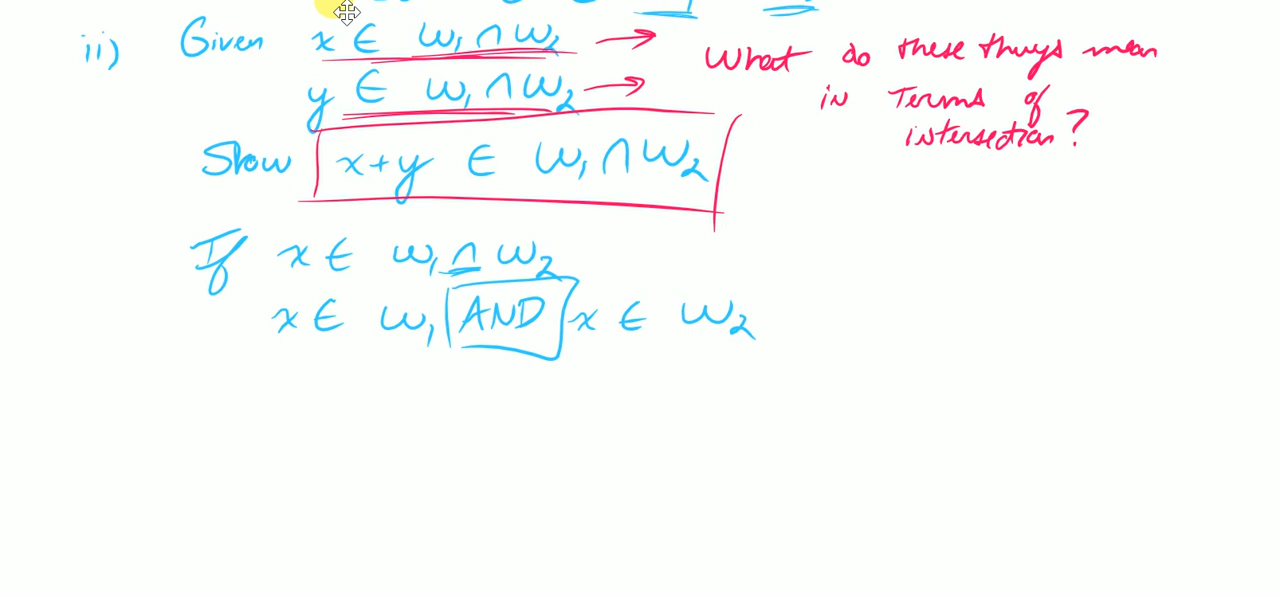 ii) Given x ∈ W₁ ∩ W₂ → What do these things mean
y ∈ W₁ ∩ W₂ → in Terms of
intersection?
Show x+y ∈ W₁ ∩ W₂
If x ∈ W₁ ∩ W₂
x ∈ W₁ AND x ∈ W₂